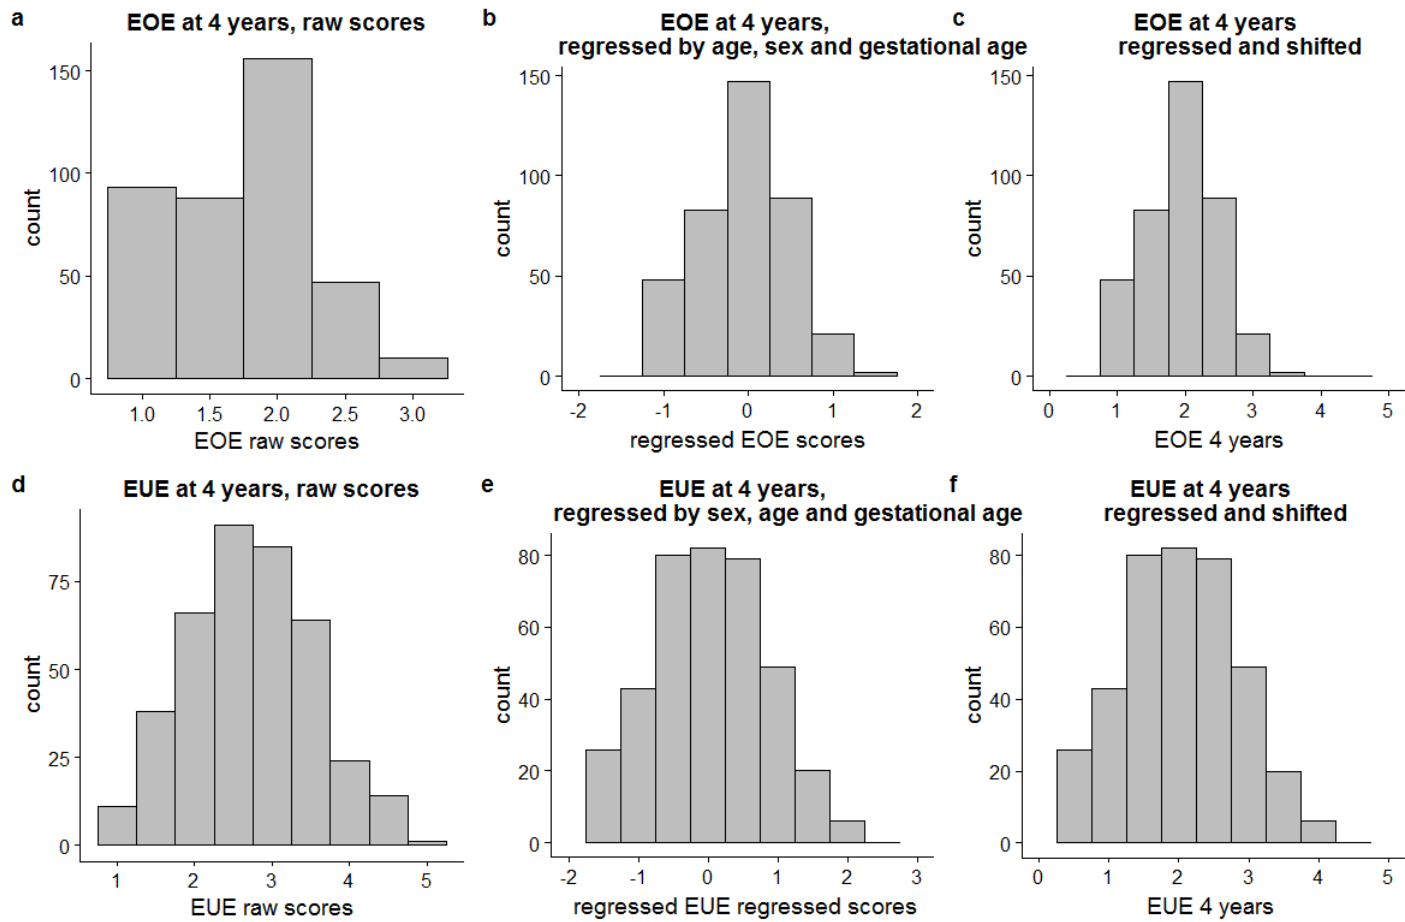 a
EOE at 4 years, raw scores
150
100
50
0
count
1.0 1.5 2.0 2.5 3.0
EOE raw scores
b
EOE at 4 years,
regressed by age, sex and gestational age
150
100
50
0
count
-2 -1 0 1 2
regressed EOE scores
c
EOE at 4 years
regressed and shifted
150
100
50
0
count
0 1 2 3 4 5
EOE 4 years
d
EUE at 4 years, raw scores
75
50
25
0
count
1 2 3 4 5
EUE raw scores
e
EUE at 4 years,
regressed by sex, age and gestational age
80
60
40
20
0
count
-2 -1 0 1 2 3
regressed EUE regressed scores
f
EUE at 4 years
regressed and shifted
80
60
40
20
0
count
0 1 2 3 4 5
EUE 4 years